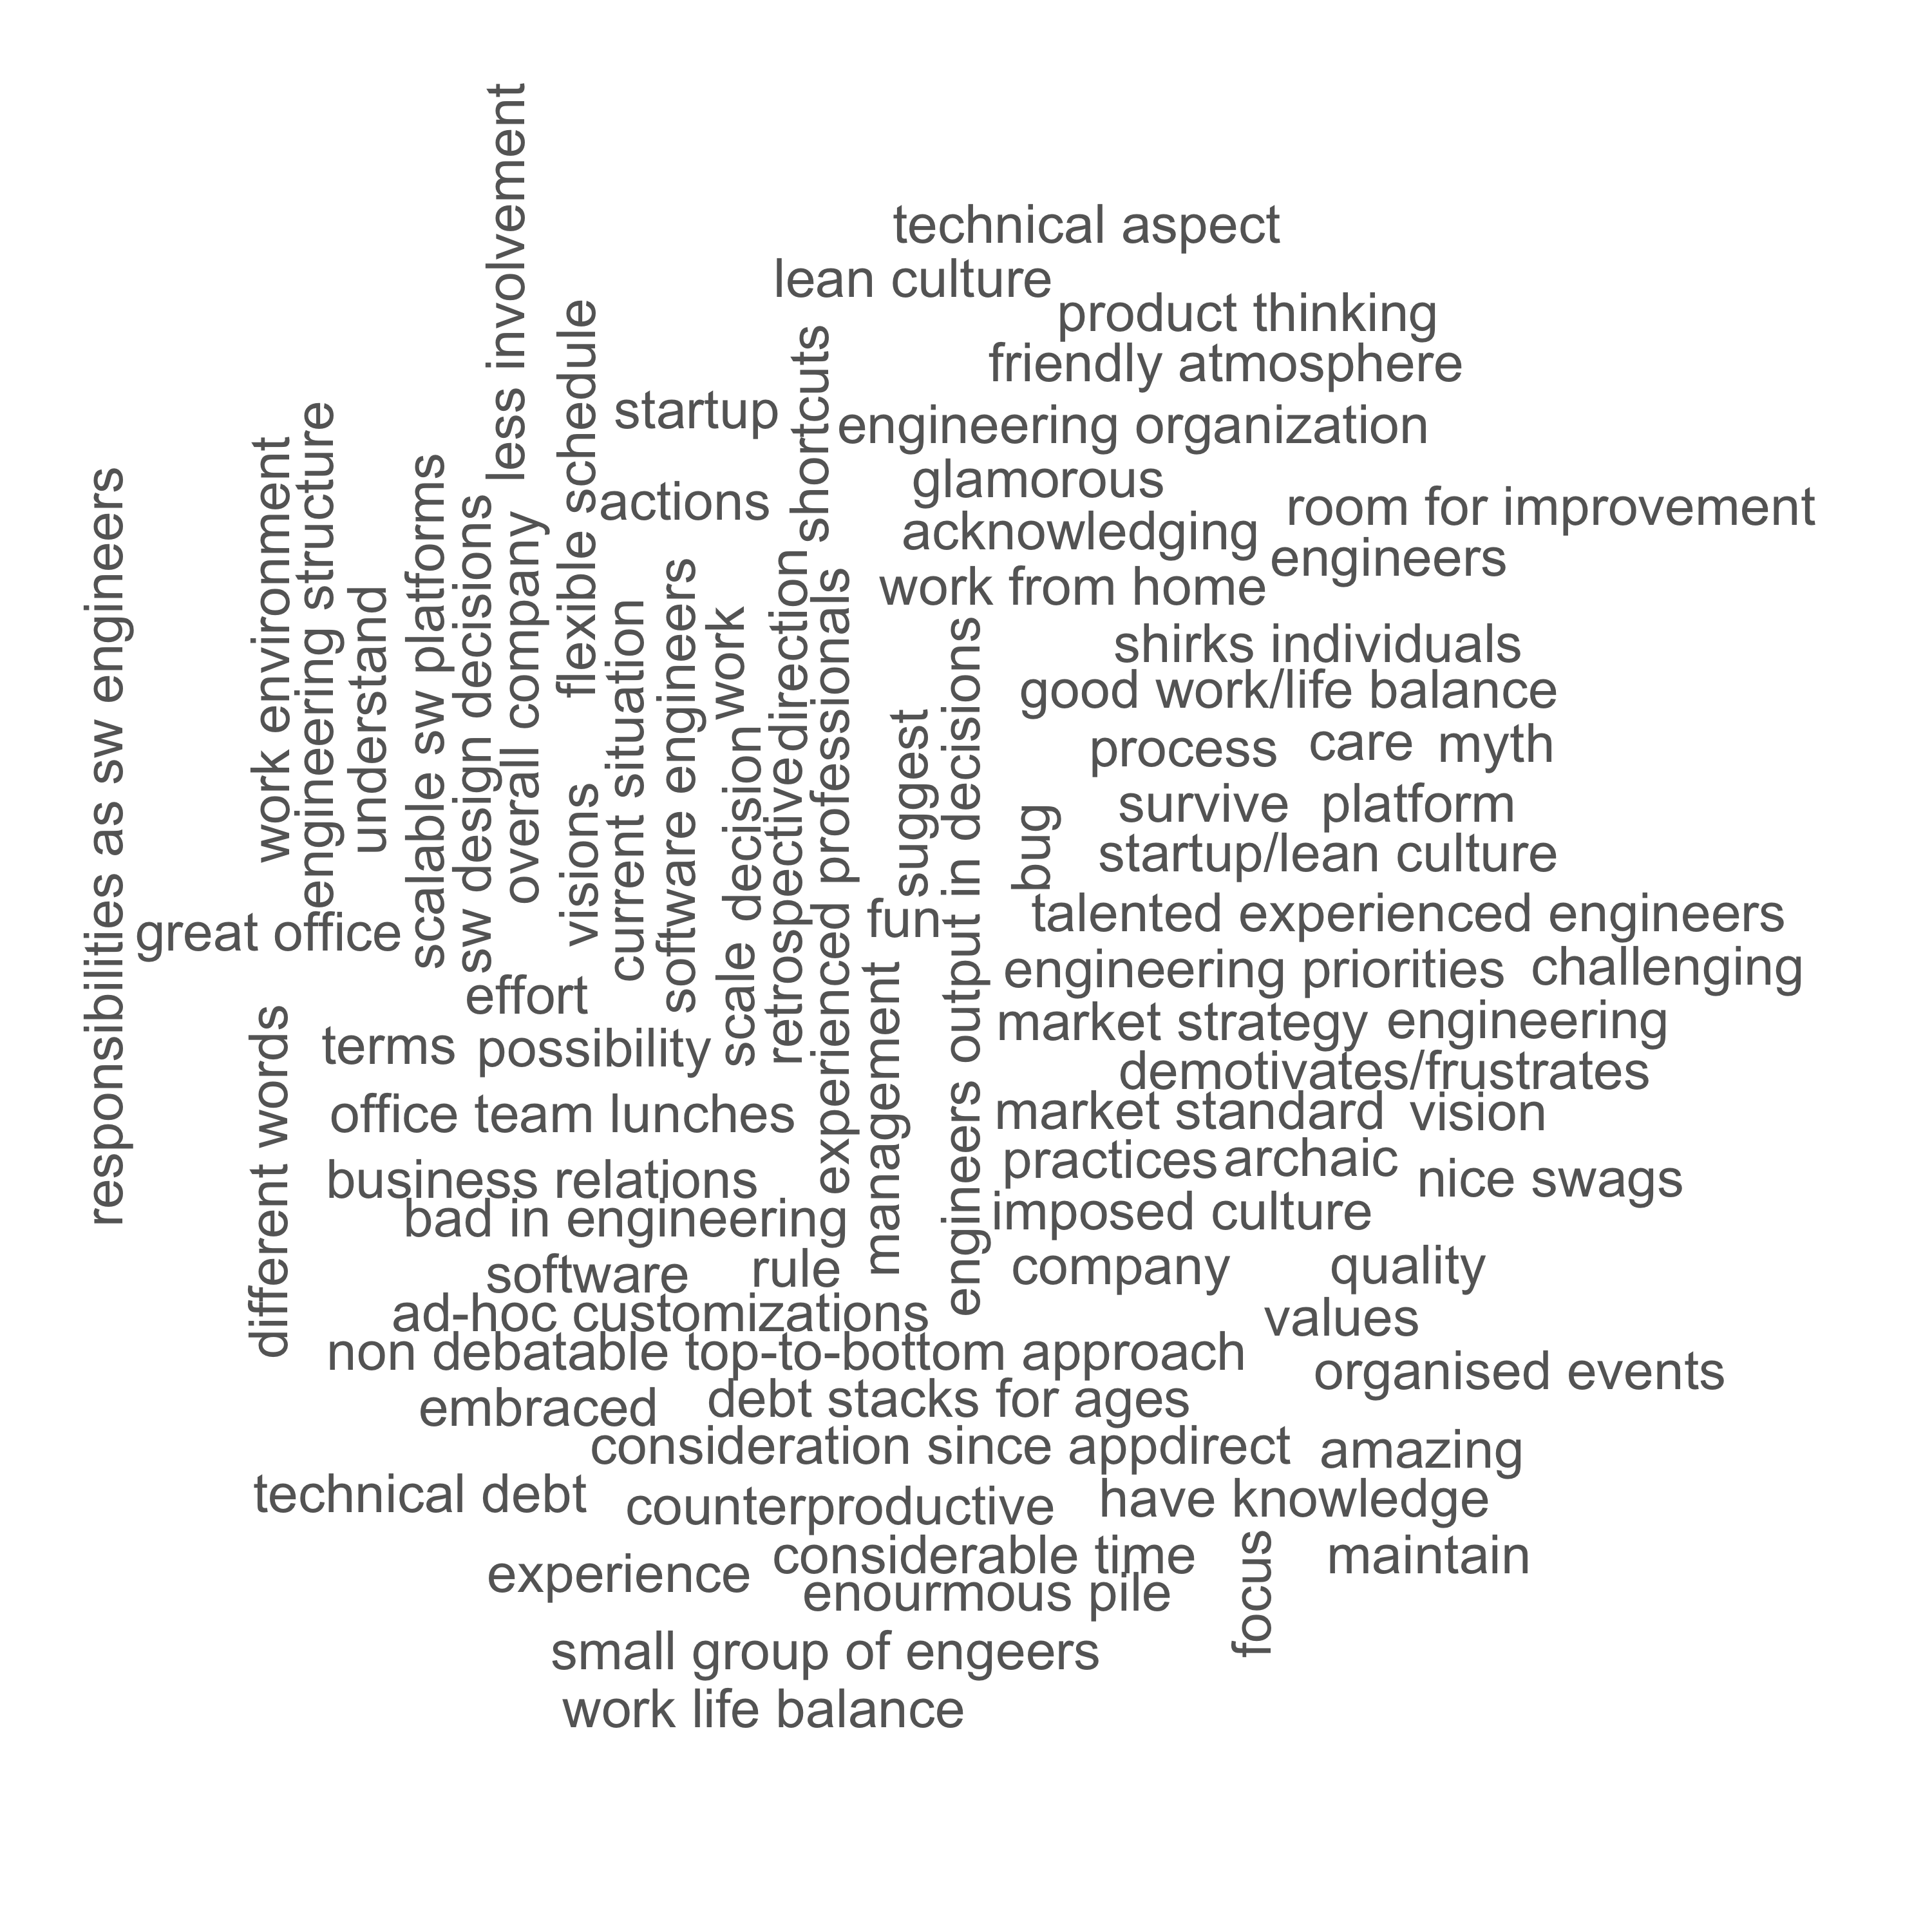 less involvement
technical aspect
lean culture
product thinking
flexible schedule
shortcuts
friendly atmosphere
startup
engineering organization
engineering structure
work environment
scalable sw platforms
glamorous
responsibilities as sw engineers
actions
room for improvement
sw design decisions
overall company
acknowledging
engineers
direction
software engineers
work from home
experienced professionals
understand
current situation
work
engineers output in decisions
shirks individuals
good work/life balance
suggest
process
care
myth
decision
retrospective
visions
survive
platform
bug
startup/lean culture
great office
fun
talented experienced engineers
scale
management
engineering priorities
challenging
effort
different words
terms
possibility
market strategy
engineering
demotivates/frustrates
office team lunches
market standard
vision
practices
archaic
business relations
nice swags
bad in engineering
imposed culture
software
rule
company
quality
ad-hoc customizations
values
non debatable top-to-bottom approach
organised events
embraced
debt stacks for ages
consideration since appdirect
amazing
technical debt
counterproductive
have knowledge
focus
considerable time
maintain
experience
enourmous pile
small group of engeers
work life balance